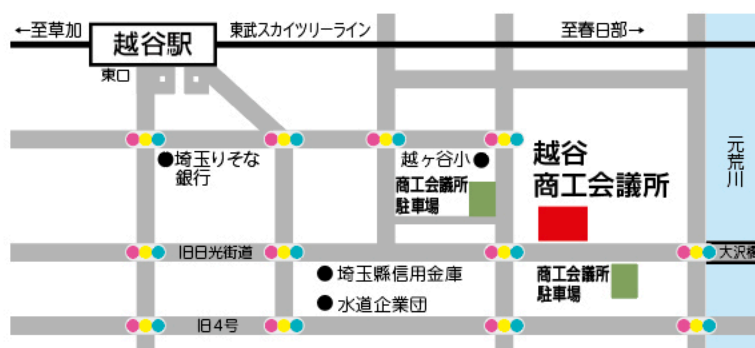 ←至草加
越谷駅
東武スカイツリーライン
至春日部→
東口
埼玉りそな
銀行
越ヶ谷小
商工会議所
駐車場
越谷
商工会議所
元荒川
旧日光街道
大沢橋
埼玉縣信用金庫
水道企業団
商工会議所
駐車場
旧4号